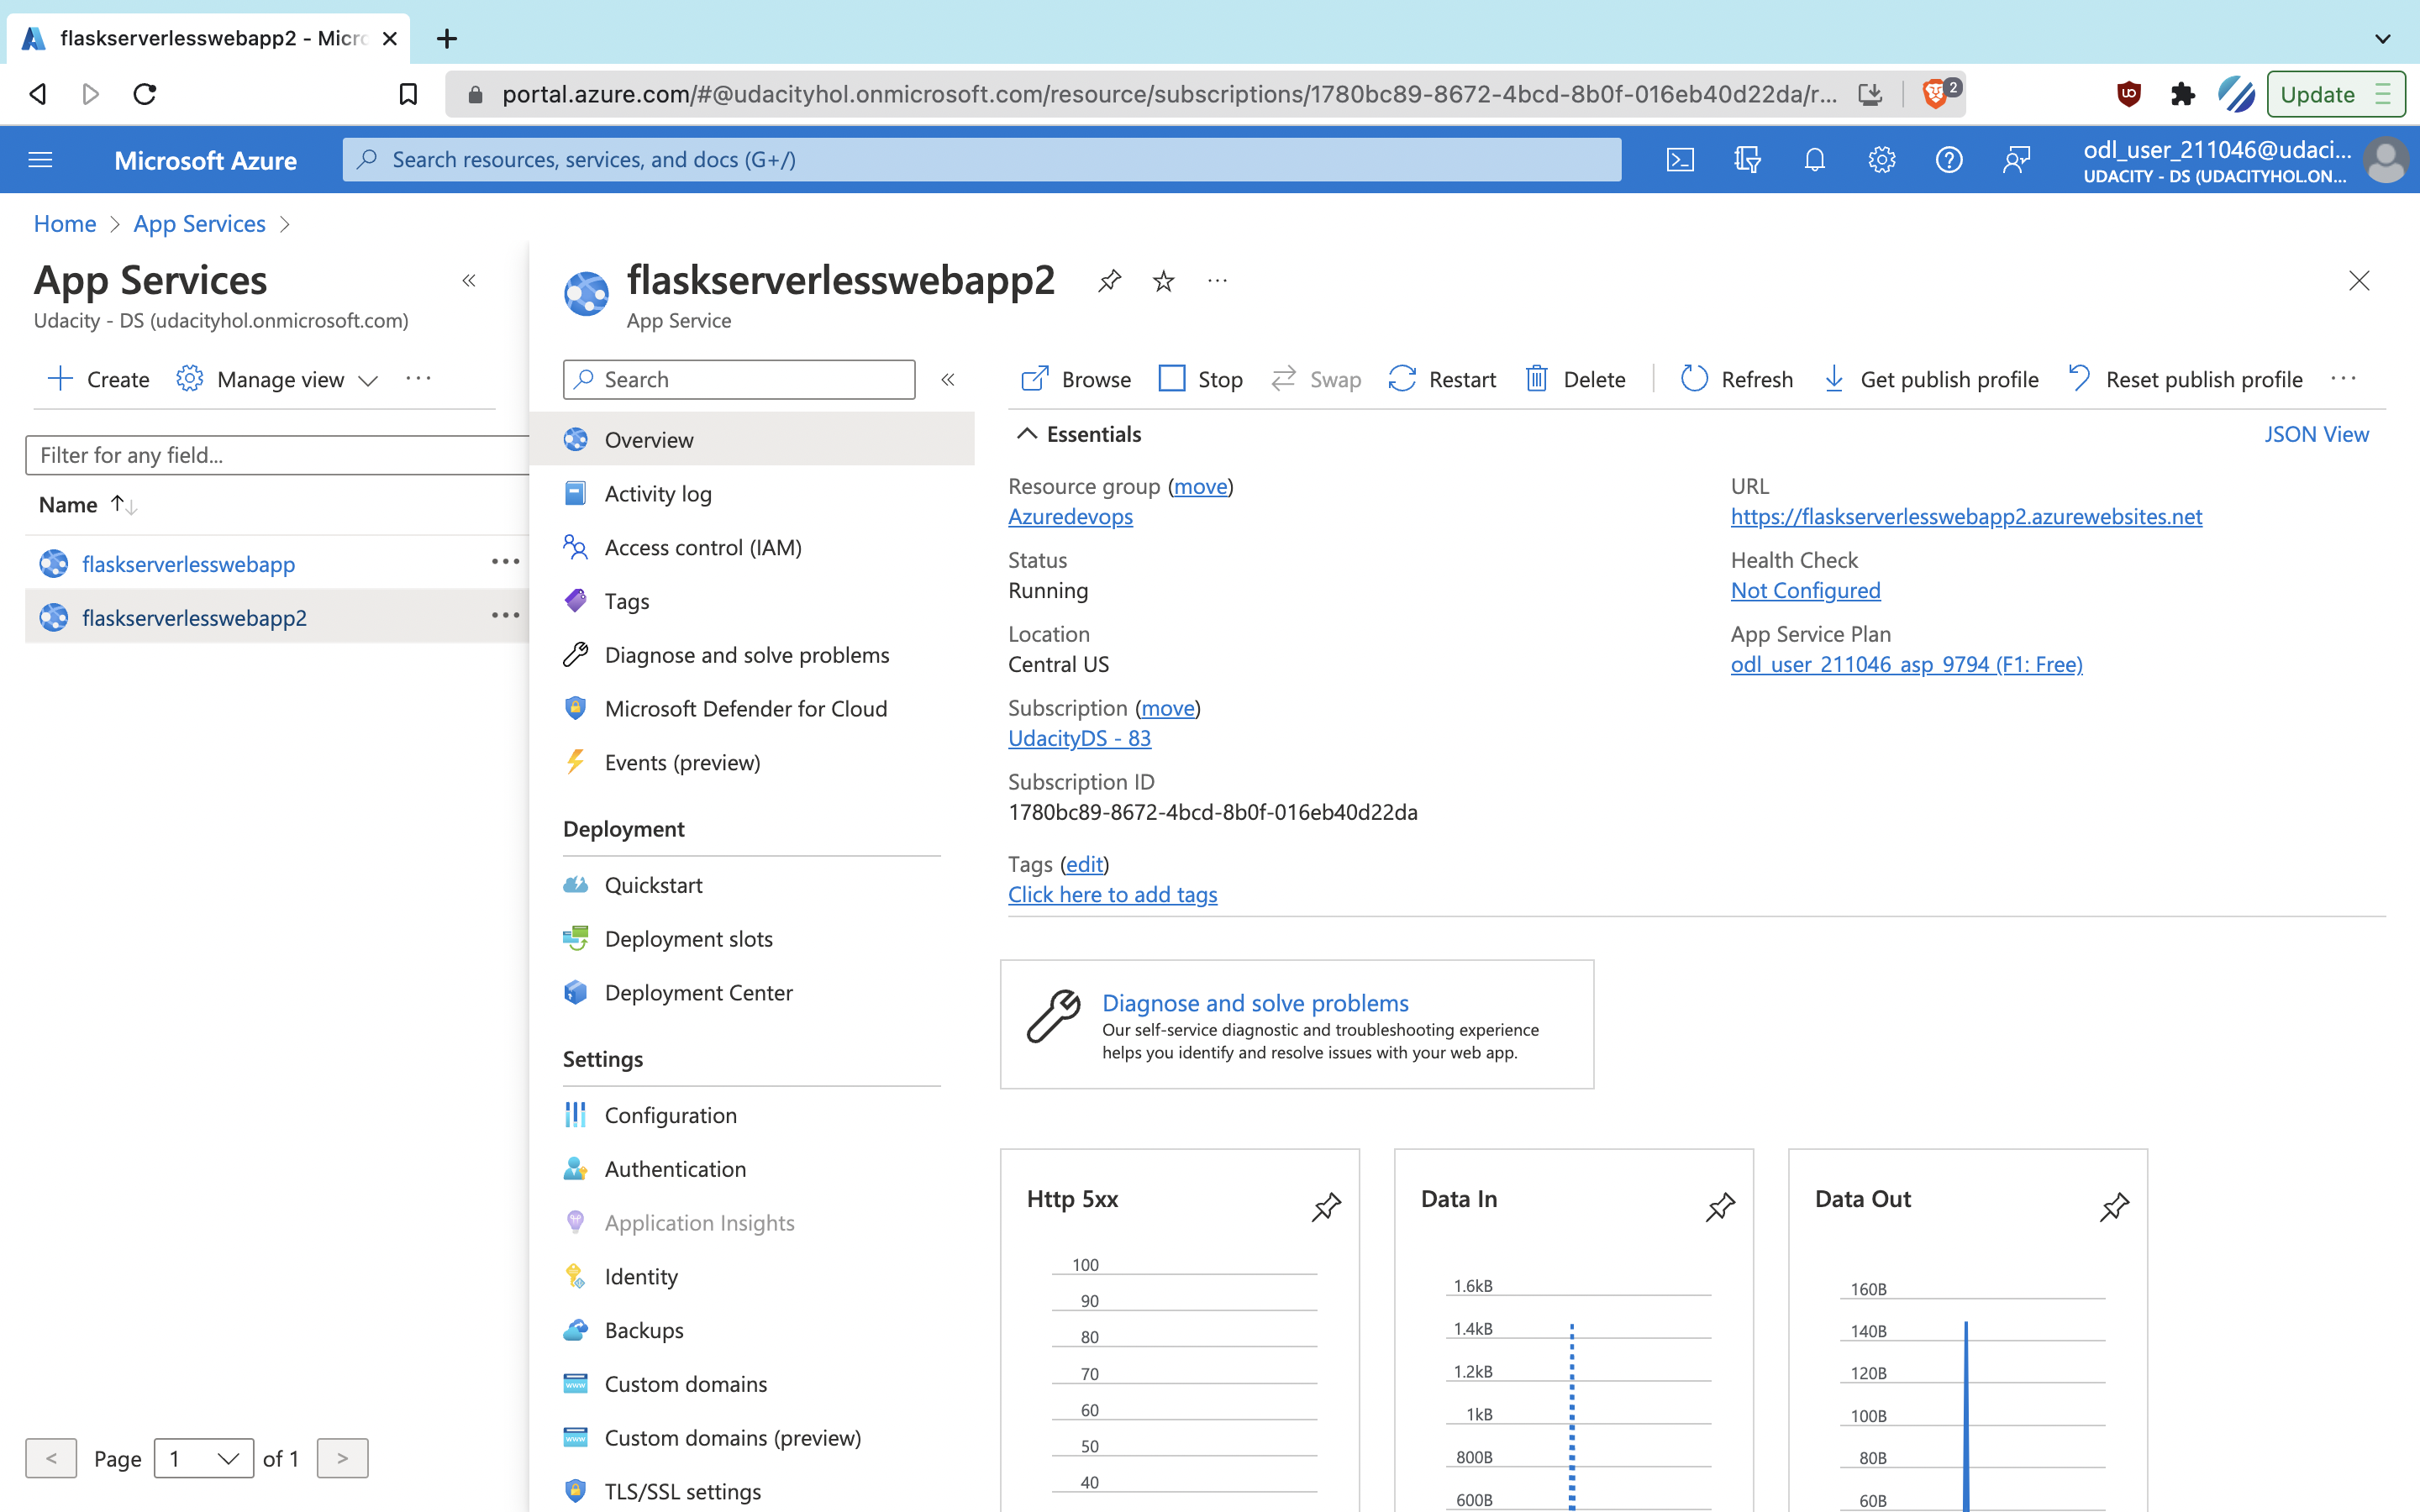 flaskserverlesswebapp2 - Micro
portal.azure.com/#@udacityhol.onmicrosoft.com/resource/subscriptions/1780bc89-8672-4bcd-8b0f-016eb40d22da/r...
2
Update
Microsoft Azure
Search resources, services, and docs (G+/)
odl_user_211046@udaci...
UDACITY - DS (UDACITYHOL.ON...
Home
App Services
App Services
Udacity - DS (udacityhol.onmicrosoft.com)
Create
Manage view
Filter for any field...
Name
flaskserverlesswebapp
flaskserverlesswebapp2
< Page 1 of 1 >
flaskserverlesswebapp2
App Service
Search
Overview
Activity log
Access control (IAM)
Tags
Diagnose and solve problems
Microsoft Defender for Cloud
Events (preview)
Deployment
Quickstart
Deployment slots
Deployment Center
Settings
Configuration
Authentication
Application Insights
Identity
Backups
Custom domains
Custom domains (preview)
TLS/SSL settings
Browse
Stop
Swap
Restart
Delete
Refresh
Get publish profile
Reset publish profile
Essentials
JSON View
Resource group (move)
Azuredevops
Status
Running
Location
Central US
Subscription (move)
UdacityDS - 83
Subscription ID
1780bc89-8672-4bcd-8b0f-016eb40d22da
Tags (edit)
Click here to add tags
URL
https://flaskserverlesswebapp2.azurewebsites.net
Health Check
Not Configured
App Service Plan
odl_user_211046_asp_9794 (F1: Free)
Diagnose and solve problems
Our self-service diagnostic and troubleshooting experience
helps you identify and resolve issues with your web app.
Http 5xx
100
90
80
70
60
50
40
Data In
1.6kB
1.4kB
1.2kB
1kB
800B
600B
Data Out
160B
140B
120B
100B
80B
60B